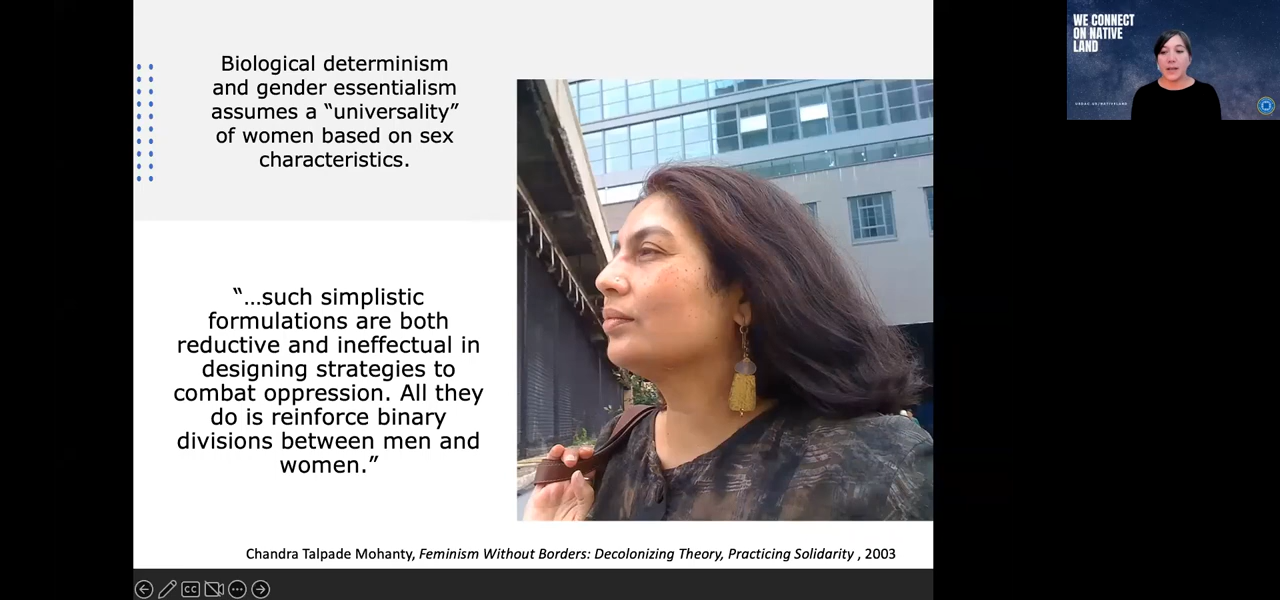 Biological determinism
and gender essentialism
assumes a “universality”
of women based on sex
characteristics.
“…such simplistic
formulations are both
reductive and ineffectual in
designing strategies to
combat oppression. All they
do is reinforce binary
divisions between men and
women.”
Chandra Talpade Mohanty, Feminism Without Borders: Decolonizing Theory, Practicing Solidarity , 2003
CC
WE CONNECT
ON NATIVE
LAND